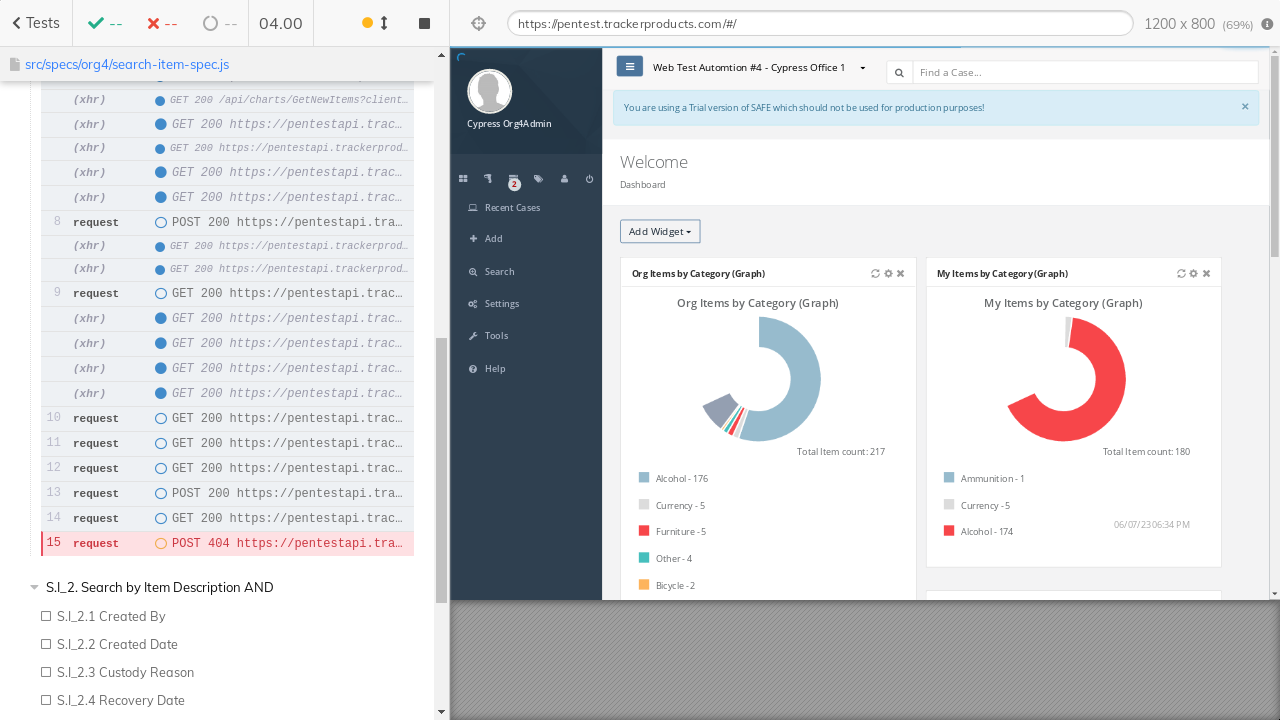 Tests
--
--
--
04.00
https://pentest.trackerproducts.com/#/
1200 x 800 (69%)
src/specs/org4/search-item-spec.js
(xhr) GET 200 /api/charts/GetNewItems?client…
(xhr) GET 200 https://pentestapi.trac…
(xhr) GET 200 https://pentestapi.trackerprod…
(xhr) GET 200 https://pentestapi.trac…
(xhr) GET 200 https://pentestapi.trac…
8 request POST 200 https://pentestapi.tra…
(xhr) GET 200 https://pentestapi.trackerprod…
(xhr) GET 200 https://pentestapi.trackerprod…
9 request GET 200 https://pentestapi.trac…
(xhr) GET 200 https://pentestapi.trac…
(xhr) GET 200 https://pentestapi.trac…
(xhr) GET 200 https://pentestapi.trac…
(xhr) GET 200 https://pentestapi.trac…
10 request GET 200 https://pentestapi.trac…
11 request GET 200 https://pentestapi.trac…
12 request GET 200 https://pentestapi.trac…
13 request POST 200 https://pentestapi.tra…
14 request GET 200 https://pentestapi.trac…
15 request POST 404 https://pentestapi.tra…
S.I_2. Search by Item Description AND
S.I_2.1 Created By
S.I_2.2 Created Date
S.I_2.3 Custody Reason
S.I_2.4 Recovery Date
Cypress Org4Admin
2
Recent Cases
Add
Search
Settings
Tools
Help
Web Test Automtion #4 - Cypress Office 1
Find a Case...
You are using a Trial version of SAFE which should not be used for production purposes!
×
Welcome
Dashboard
Add Widget
Org Items by Category (Graph)
Org Items by Category (Graph)
Total Item count: 217
Alcohol - 176
Currency - 5
Furniture - 5
Other - 4
Bicycle - 2
My Items by Category (Graph)
My Items by Category (Graph)
Total Item count: 180
Ammunition - 1
Currency - 5
06/07/23 06:34 PM
Alcohol - 174